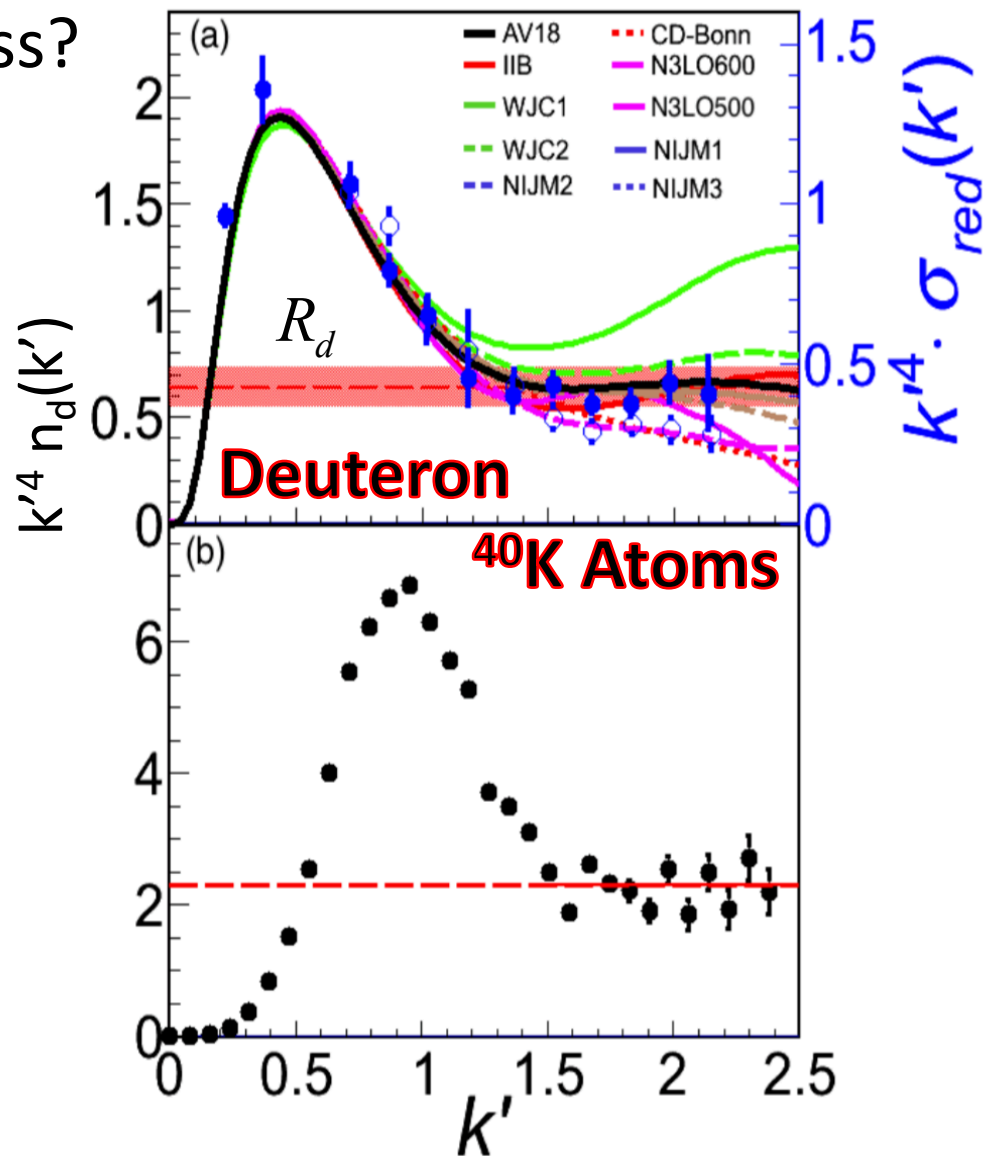 ss?
(a)
AV18
IIB
WJC1
WJC2
NIJM2
CD-Bonn
N3LO600
N3LO500
NIJM1
NIJM3
R_d
Deuteron
k'⁴ n_d(k')
2
1.5
1
0.5
0
1.5
1
0.5
0
k'⁴ · σ_red(k')
(b)
⁴⁰K Atoms
6
4
2
0
0 0.5 1 1.5 2 2.5
k'